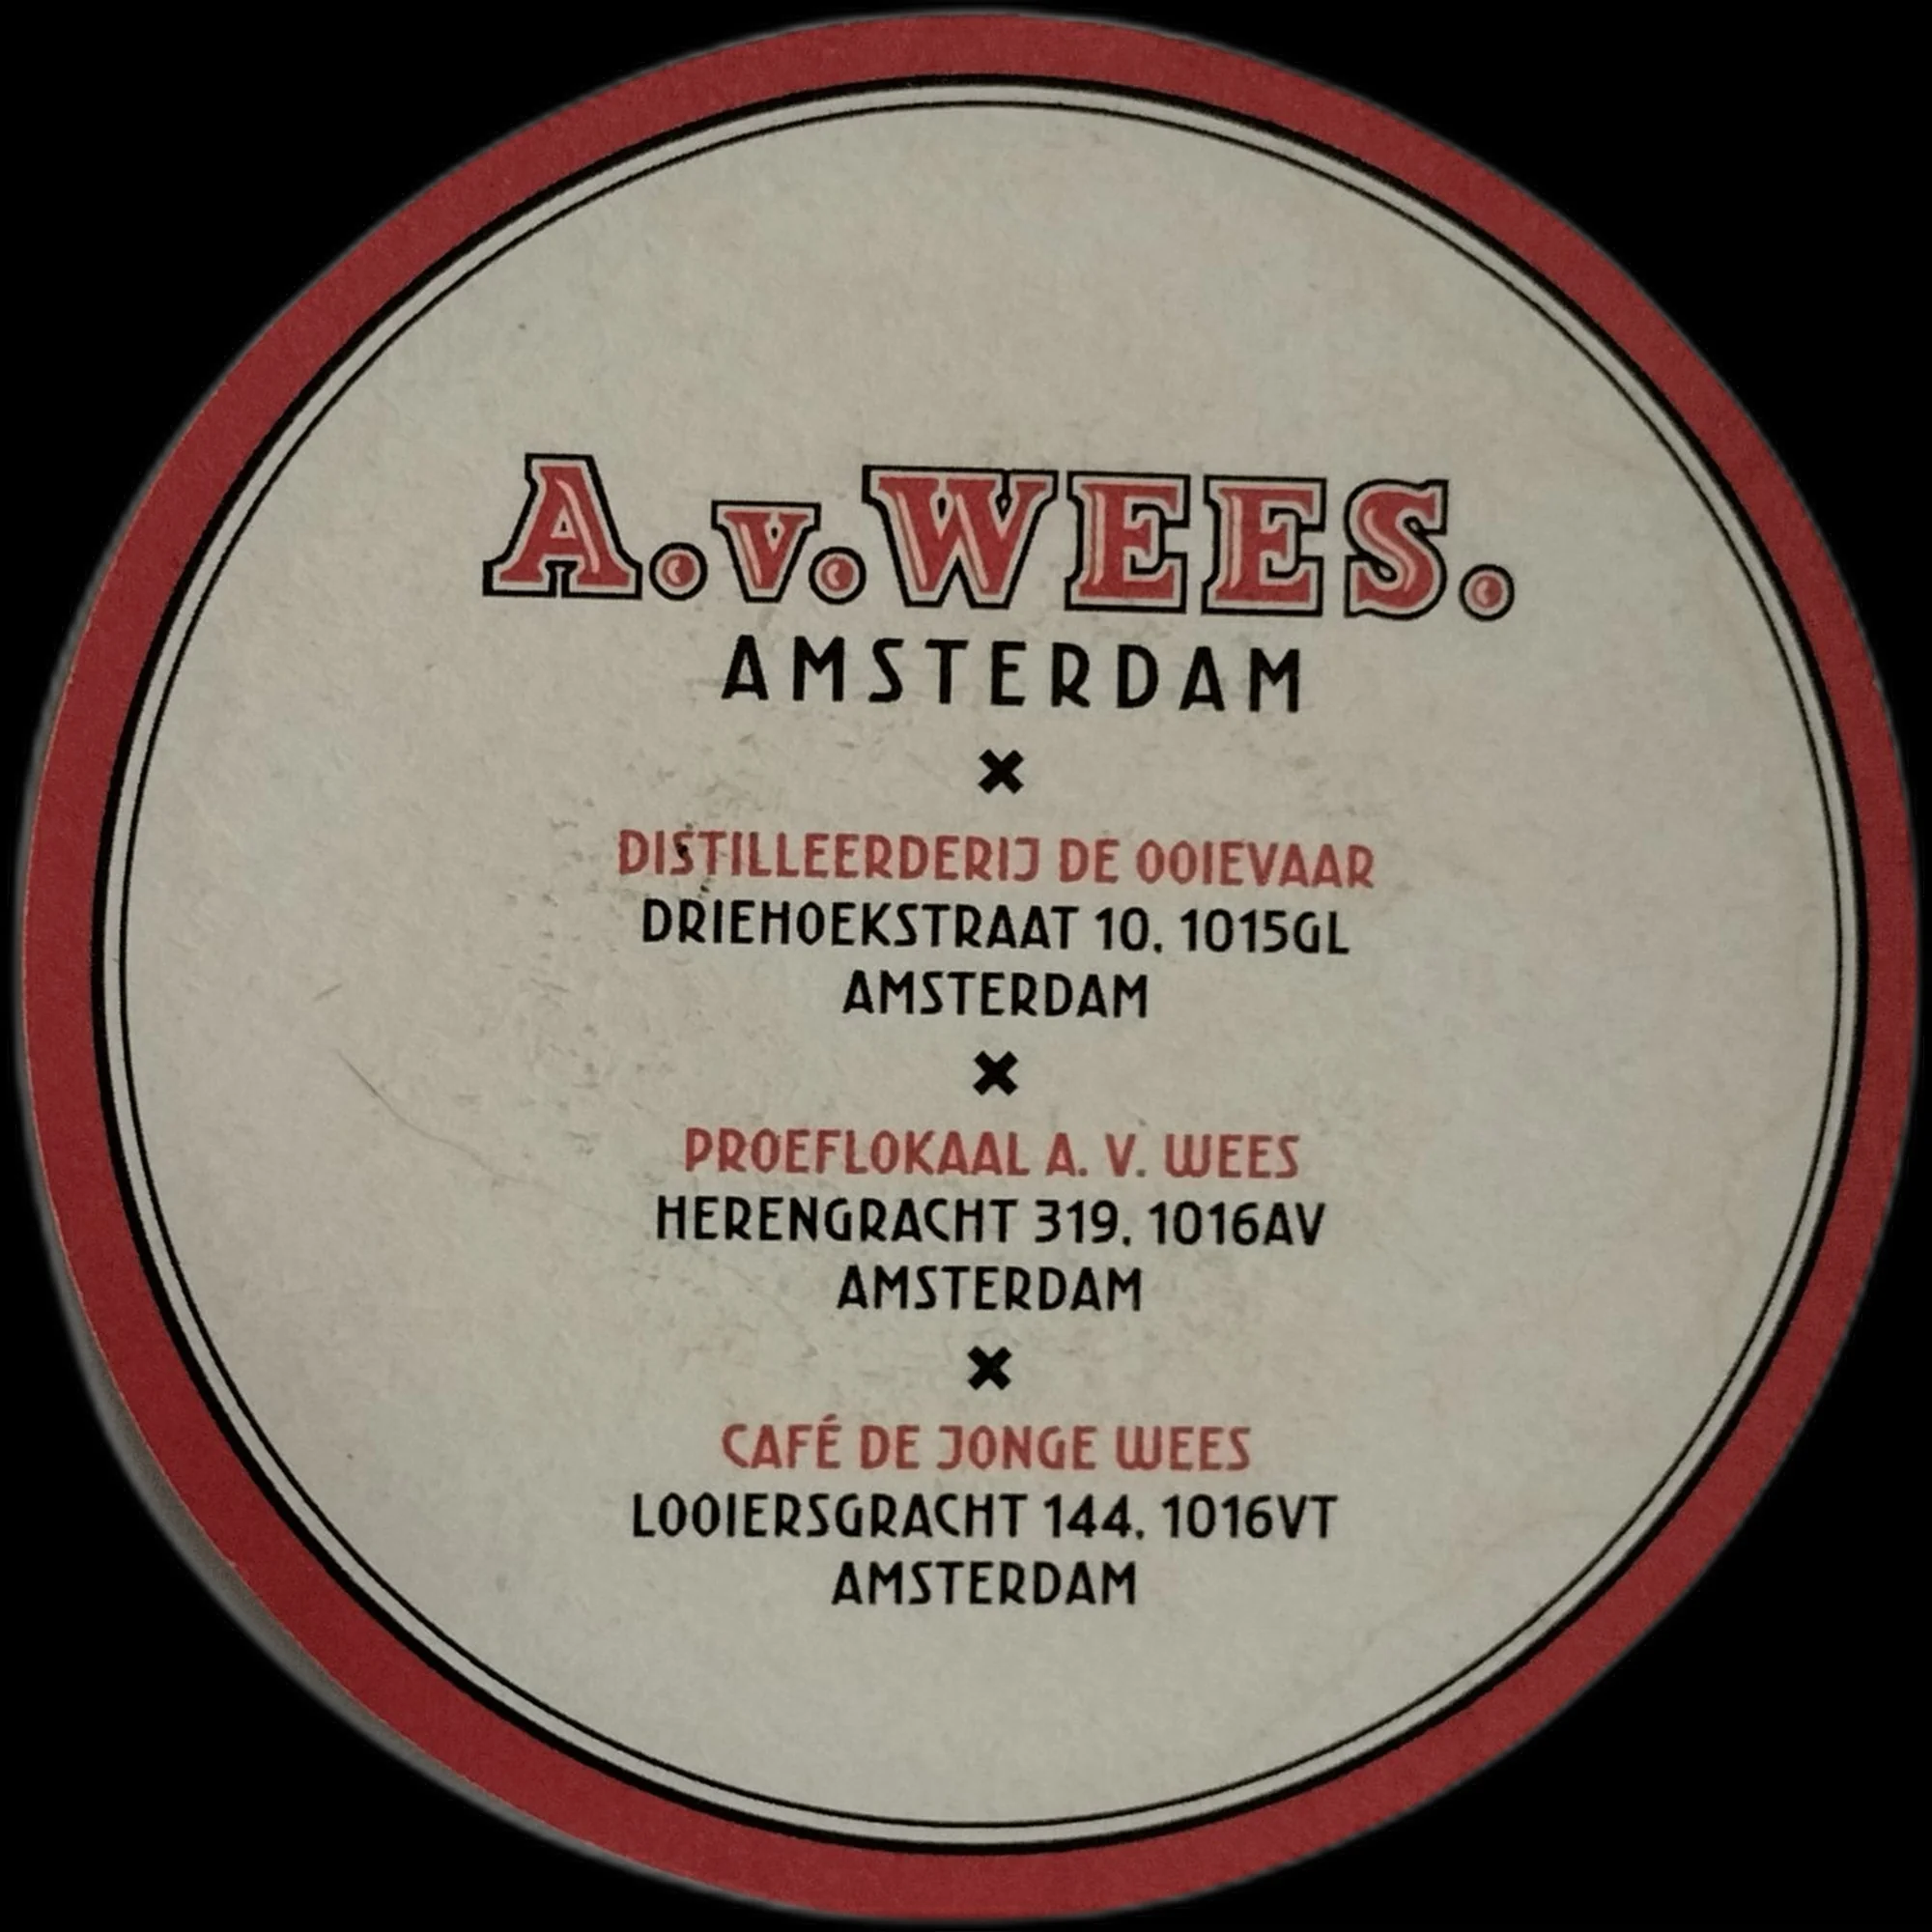 A.v.WEES.
AMSTERDAM
DISTILLEERDERIJ DE OOIEVAAR
DRIEHOEKSTRAAT 10, 1015GL
AMSTERDAM
PROEFLOKAAL A. V. WEES
HERENGRACHT 319, 1016AV
AMSTERDAM
CAFÉ DE JONGE WEES
LOOIERSGRACHT 144, 1016VT
AMSTERDAM